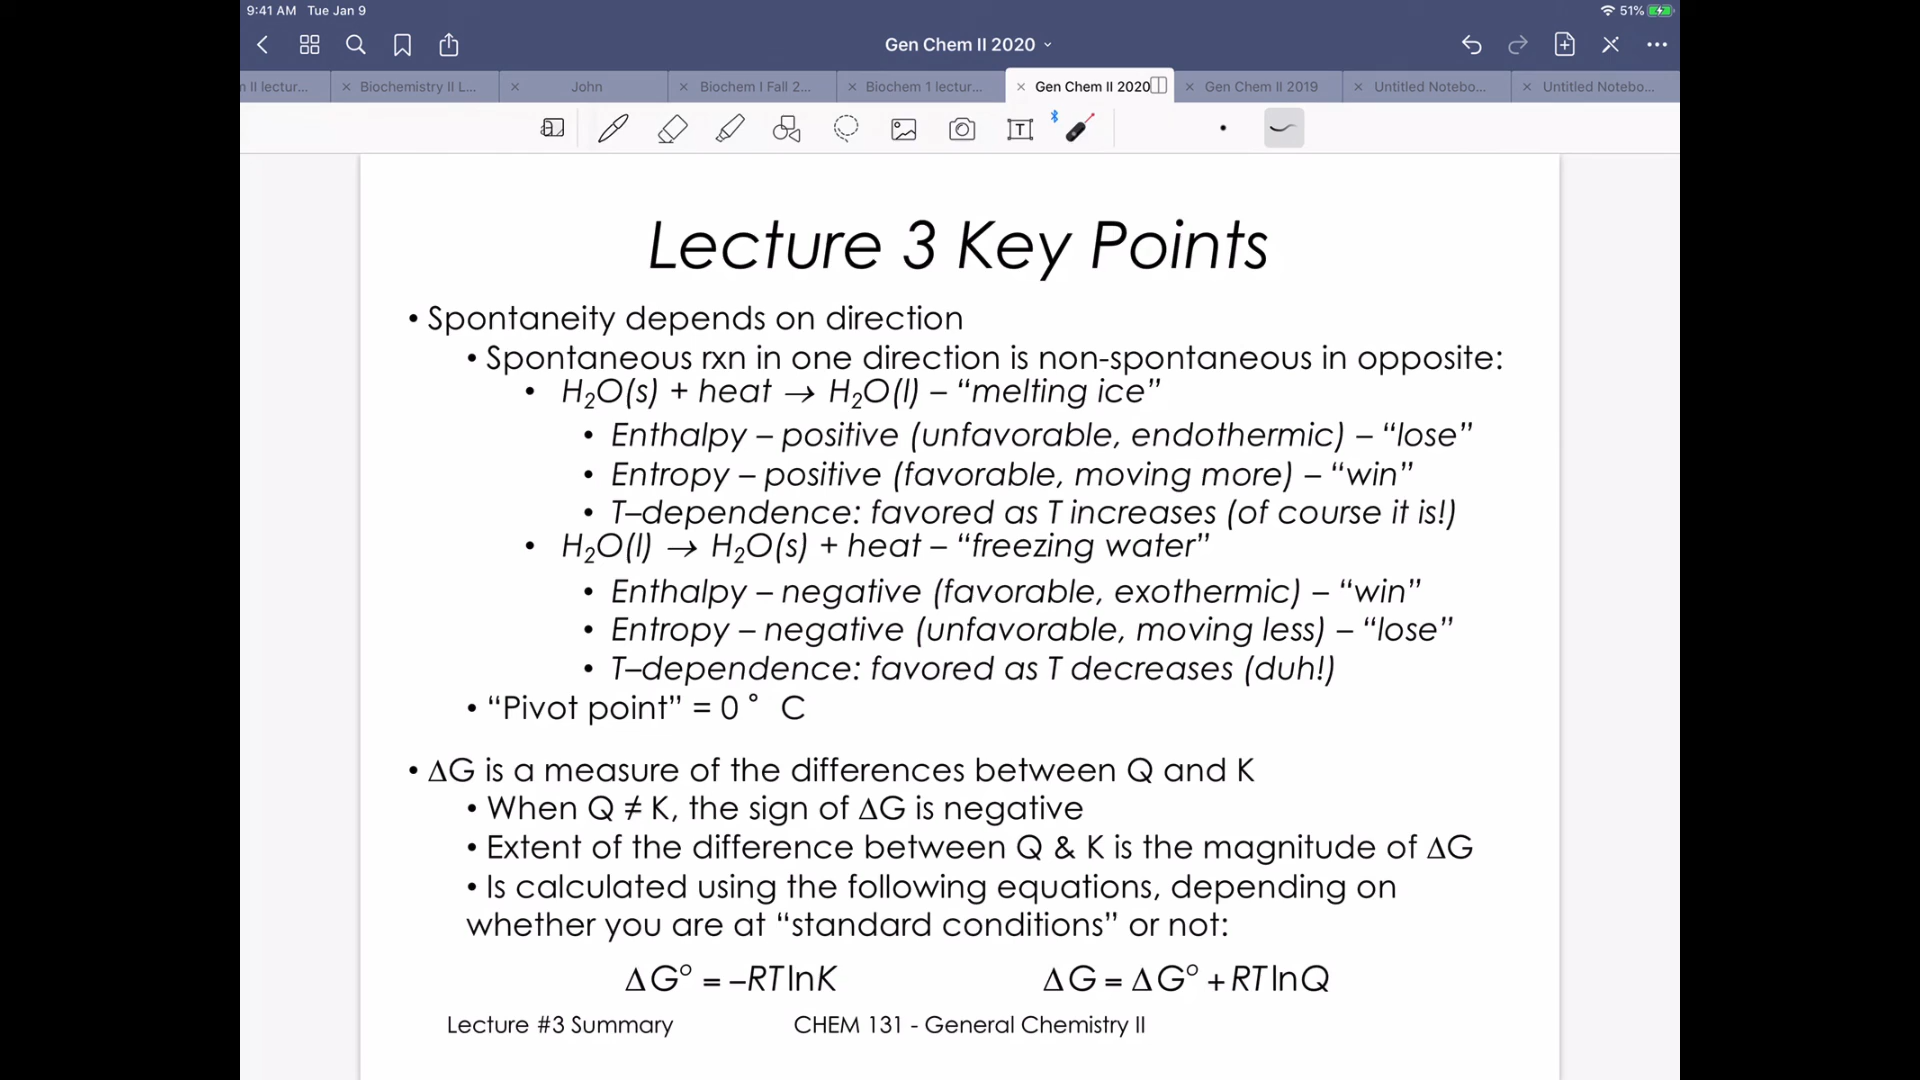 9:41 AM Tue Jan 9
51%
Gen Chem II 2020
m II lectur...
Biochemistry II L...
John
Biochem I Fall 2...
Biochem 1 lectur...
Gen Chem II 2020
Gen Chem II 2019
Untitled Notebo...
Untitled Notebo...
T
Lecture 3 Key Points
• Spontaneity depends on direction
• Spontaneous rxn in one direction is non-spontaneous in opposite:
• H₂O(s) + heat → H₂O(l) – “melting ice”
• Enthalpy – positive (unfavorable, endothermic) – “lose”
• Entropy – positive (favorable, moving more) – “win”
• T–dependence: favored as T increases (of course it is!)
• H₂O(l) → H₂O(s) + heat – “freezing water”
• Enthalpy – negative (favorable, exothermic) – “win”
• Entropy – negative (unfavorable, moving less) – “lose”
• T–dependence: favored as T decreases (duh!)
• “Pivot point” = 0 ° C
• ΔG is a measure of the differences between Q and K
• When Q ≠ K, the sign of ΔG is negative
• Extent of the difference between Q & K is the magnitude of ΔG
• Is calculated using the following equations, depending on
whether you are at “standard conditions” or not:
ΔG° = –RT lnK ΔG = ΔG° + RT lnQ
Lecture #3 Summary CHEM 131 - General Chemistry II